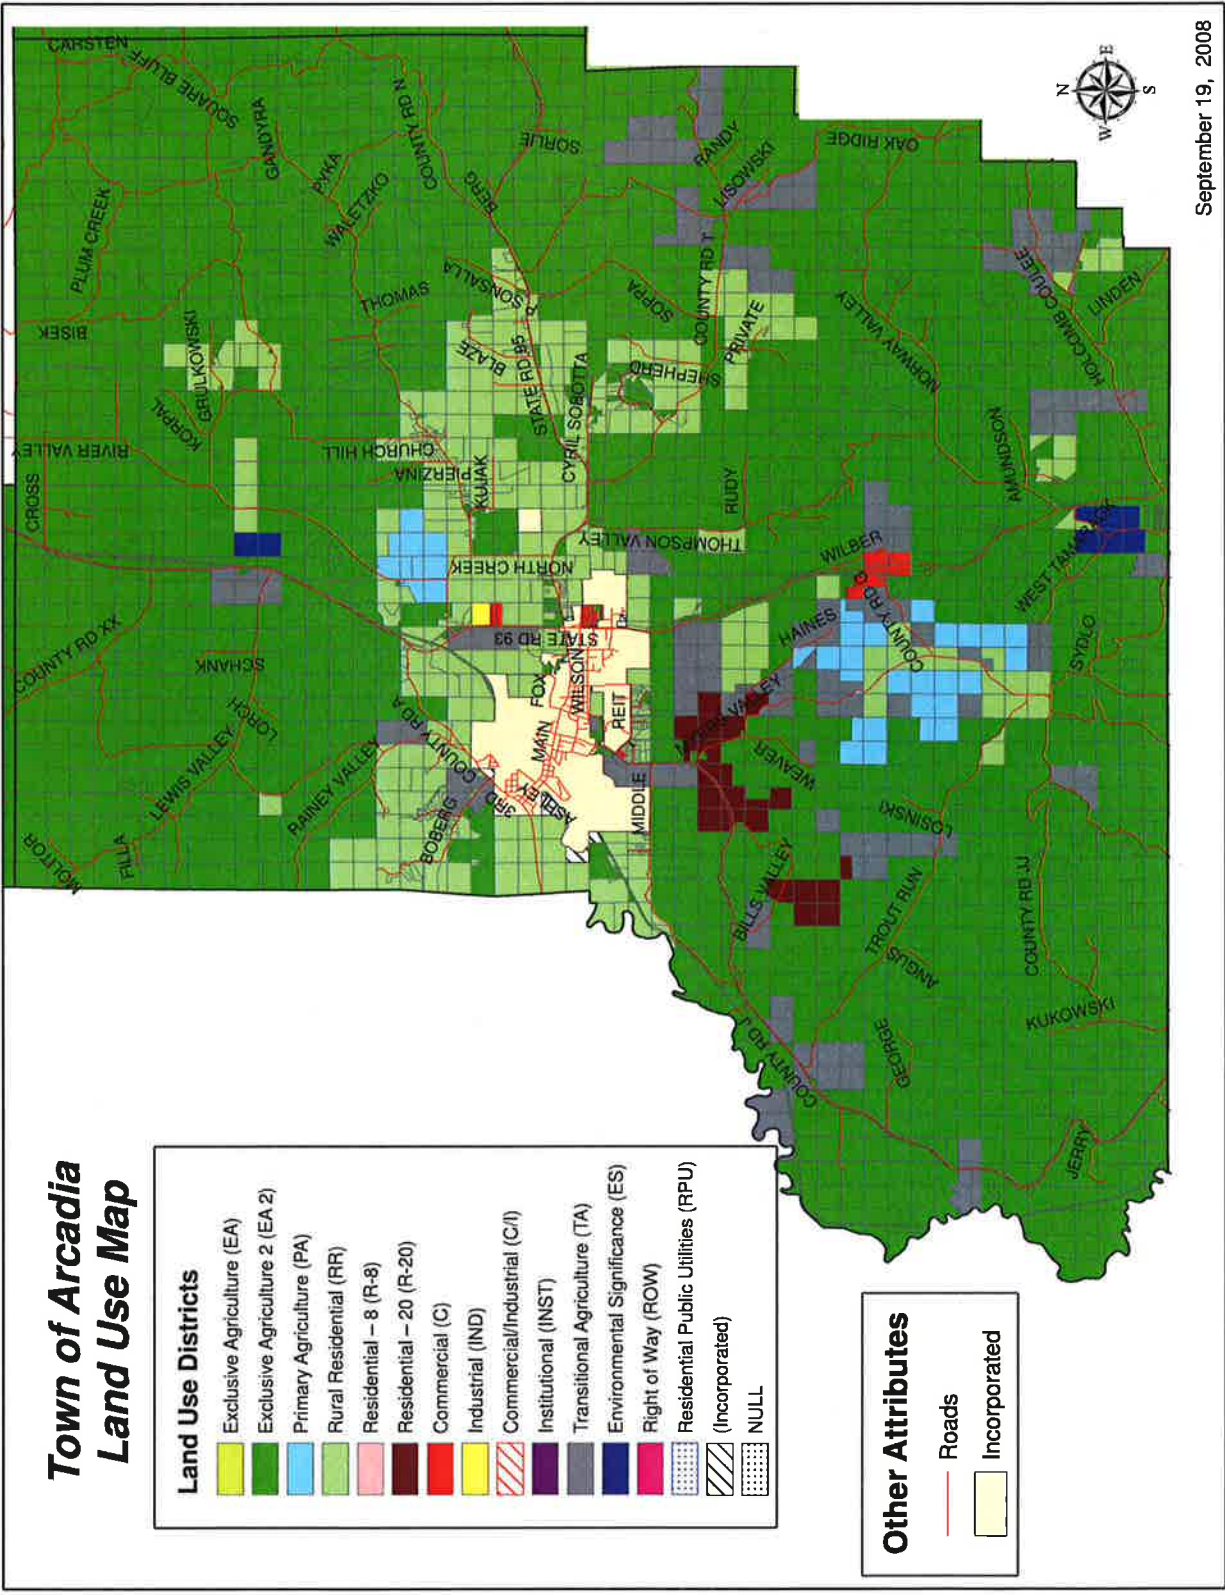 Town of Arcadia
Land Use Map
Land Use Districts
Exclusive Agriculture (EA)
Exclusive Agriculture 2 (EA 2)
Primary Agriculture (PA)
Rural Residential (RR)
Residential – 8 (R-8)
Residential – 20 (R-20)
Commercial (C)
Industrial (IND)
Commercial/Industrial (C/I)
Institutional (INST)
Transitional Agriculture (TA)
Environmental Significance (ES)
Right of Way (ROW)
Residential Public Utilities (RPU)
(Incorporated)
NULL
Other Attributes
Roads
Incorporated
MOLITOR
FILLA
LEWIS VALLEY
LORCH
SCHANK
COUNTY RD XX
CROSS
RIVER VALLEY
BISEK
PLUM CREEK
CARSTEN
SQUARE BLUFF
GANDYRA
PYKA
WALETZKO
COUNTY RD N
BERG
SORLIE
THOMAS
GRULKOWSKI
KORPAL
RAINEY VALLEY
COUNTY RD A
BOBERG
3RD
ASHLEY
MAIN
FOX
WILSON
STATE RD 93
NORTH CREEK
KUJAK
PIERZINA
CHURCH HILL
BLAZE
P SONSALLA
STATE RD 95
CYRIL SOBOTTA
SOPPA
SHEPHERD
COUNTY RD T
PRIVATE
RANDY
LISOWSKI
OAK RIDGE
THOMPSON VALLEY
RUDY
REIT
MIDDLE
MYERS VALLEY
WEAVER
HAINES
WILBER
COUNTY RD G
NORWAY VALLEY
AMUNDSON
HOLCOMB COULEE
LINDEN
WEST TAMARACK
SYDLO
LOSINSKI
BILLS VALLEY
TROUT RUN
ANGUS
COUNTY RD JJ
KUKOWSKI
GEORGE
COUNTY RD J
JERRY
N
E
S
W
September 19, 2008